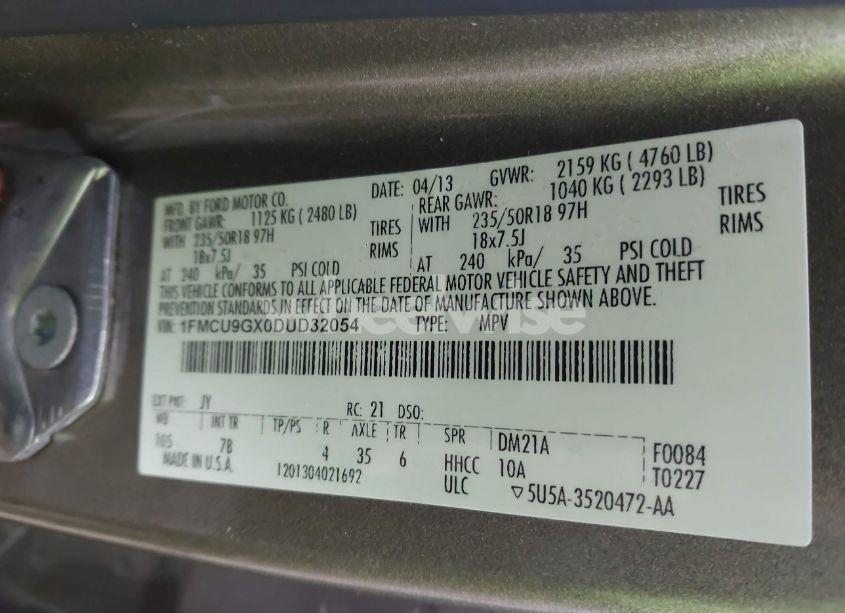 MFD. BY FORD MOTOR CO. DATE: 04/13 GVWR: 2159 KG ( 4760 LB)
FRONT GAWR: 1125 KG ( 2480 LB) REAR GAWR: 1040 KG ( 2293 LB)
WITH 235/50R18 97H TIRES WITH 235/50R18 97H TIRES
18x7.5J RIMS 18x7.5J RIMS
AT 240 kPa/ 35 PSI COLD AT 240 kPa/ 35 PSI COLD
THIS VEHICLE CONFORMS TO ALL APPLICABLE FEDERAL MOTOR VEHICLE SAFETY AND THEFT
PREVENTION STANDARDS IN EFFECT ON THE DATE OF MANUFACTURE SHOWN ABOVE.
VIN: 1FMCU9GX0DUD32054 TYPE: MPV
EXT PNT: JY RC: 21 DSO:
WB INT TR TP/PS R AXLE TR SPR DM21A F0084
105 7B 4 35 6 HHCC 10A T0227
MADE IN U.S.A. 1201304021692 ULC ▽5U5A-3520472-AA